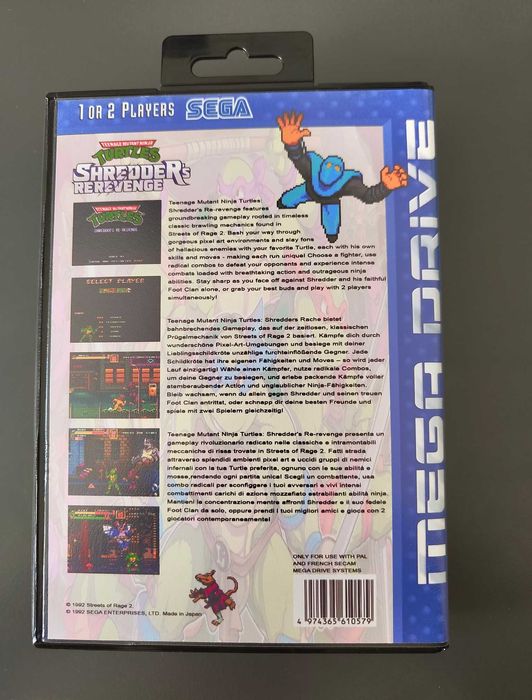 1 OR 2 PLAYERS SEGA
TEENAGE MUTANT NINJA
TURTLES
SHREDDER'S
RE-REVENGE
Teenage Mutant Ninja Turtles:
Shredder's Re-revenge features
groundbreaking gameplay rooted in timeless
classic brawling mechanics found in
Streets of Rage 2. Bash your way through
gorgeous pixel art environments and slay tons
of hallacious enemies with your favorite Turtle, each with his own
skills and moves - making each run unique! Choose a fighter, use
radical combos to defeat your opponents and experience intense
combats loaded with breathtaking action and outrageous ninja
abilities. Stay sharp as you face off against Shredder and his faithful
Foot Clan alone, or grab your best buds and play with 2 players
simultaneously!
Teenage Mutant Ninja Turtles: Shredders Rache bietet
bahnbrechendes Gameplay, das auf der zeitlosen, klassischen
Prügelmechanik von Streets of Rage 2 basiert. Kämpfe dich durch
wunderschöne Pixel-Art-Umgebungen und besiege mit deiner
Lieblingsschildkröte unzählige furchteinflößende Gegner. Jede
Schildkröte hat ihre eigenen Fähigkeiten und Moves – so wird jeder
Lauf einzigartig! Wähle einen Kämpfer, nutze radikale Combos,
um deine Gegner zu besiegen, und erlebe packende Kämpfe voller
atemberaubender Action und unglaublicher Ninja-Fähigkeiten.
Bleib wachsam, wenn du allein gegen Shredder und seinen treuen
Foot Clan antrittst, oder schnapp dir deine besten Freunde und
spiele mit zwei Spielern gleichzeitig!
Teenage Mutant Ninja Turtles: Shredder's Re-revenge presenta un
gameplay rivoluzionario radicato nelle classiche e intramontabili
meccaniche di rissa trovate in Streets of Rage 2. Fatti strada
attraverso splendidi ambienti pixel art e uccidi gruppi di nemici
infernali con la tua Turtle preferita, ognuno con le sue abilità e
mosse,rendendo ogni partita unica! Scegli un combattente, usa
combo radicali per sconfiggere i tuoi avversari e vivi intensi
combattimenti carichi di azione mozzafiato estrabilianti abilità ninja.
Mantieni la concentrazione mentre affronti Shredder e il suo fedele
Foot Clan da solo, oppure prendi i tuoi migliori amici e gioca con 2
giocatori contemporaneamente!
TEENAGE MUTANT NINJA
TURTLES
SHREDDER'S RE-REVENGE
SELECT PLAYER
ONLY FOR USE WITH PAL
AND FRENCH SECAM
MEGA DRIVE SYSTEMS
4 974365 610579
© 1992 Streets of Rage 2.
© 1992 SEGA ENTERPRISES, LTD. Made in Japan
MEGA DRIVE